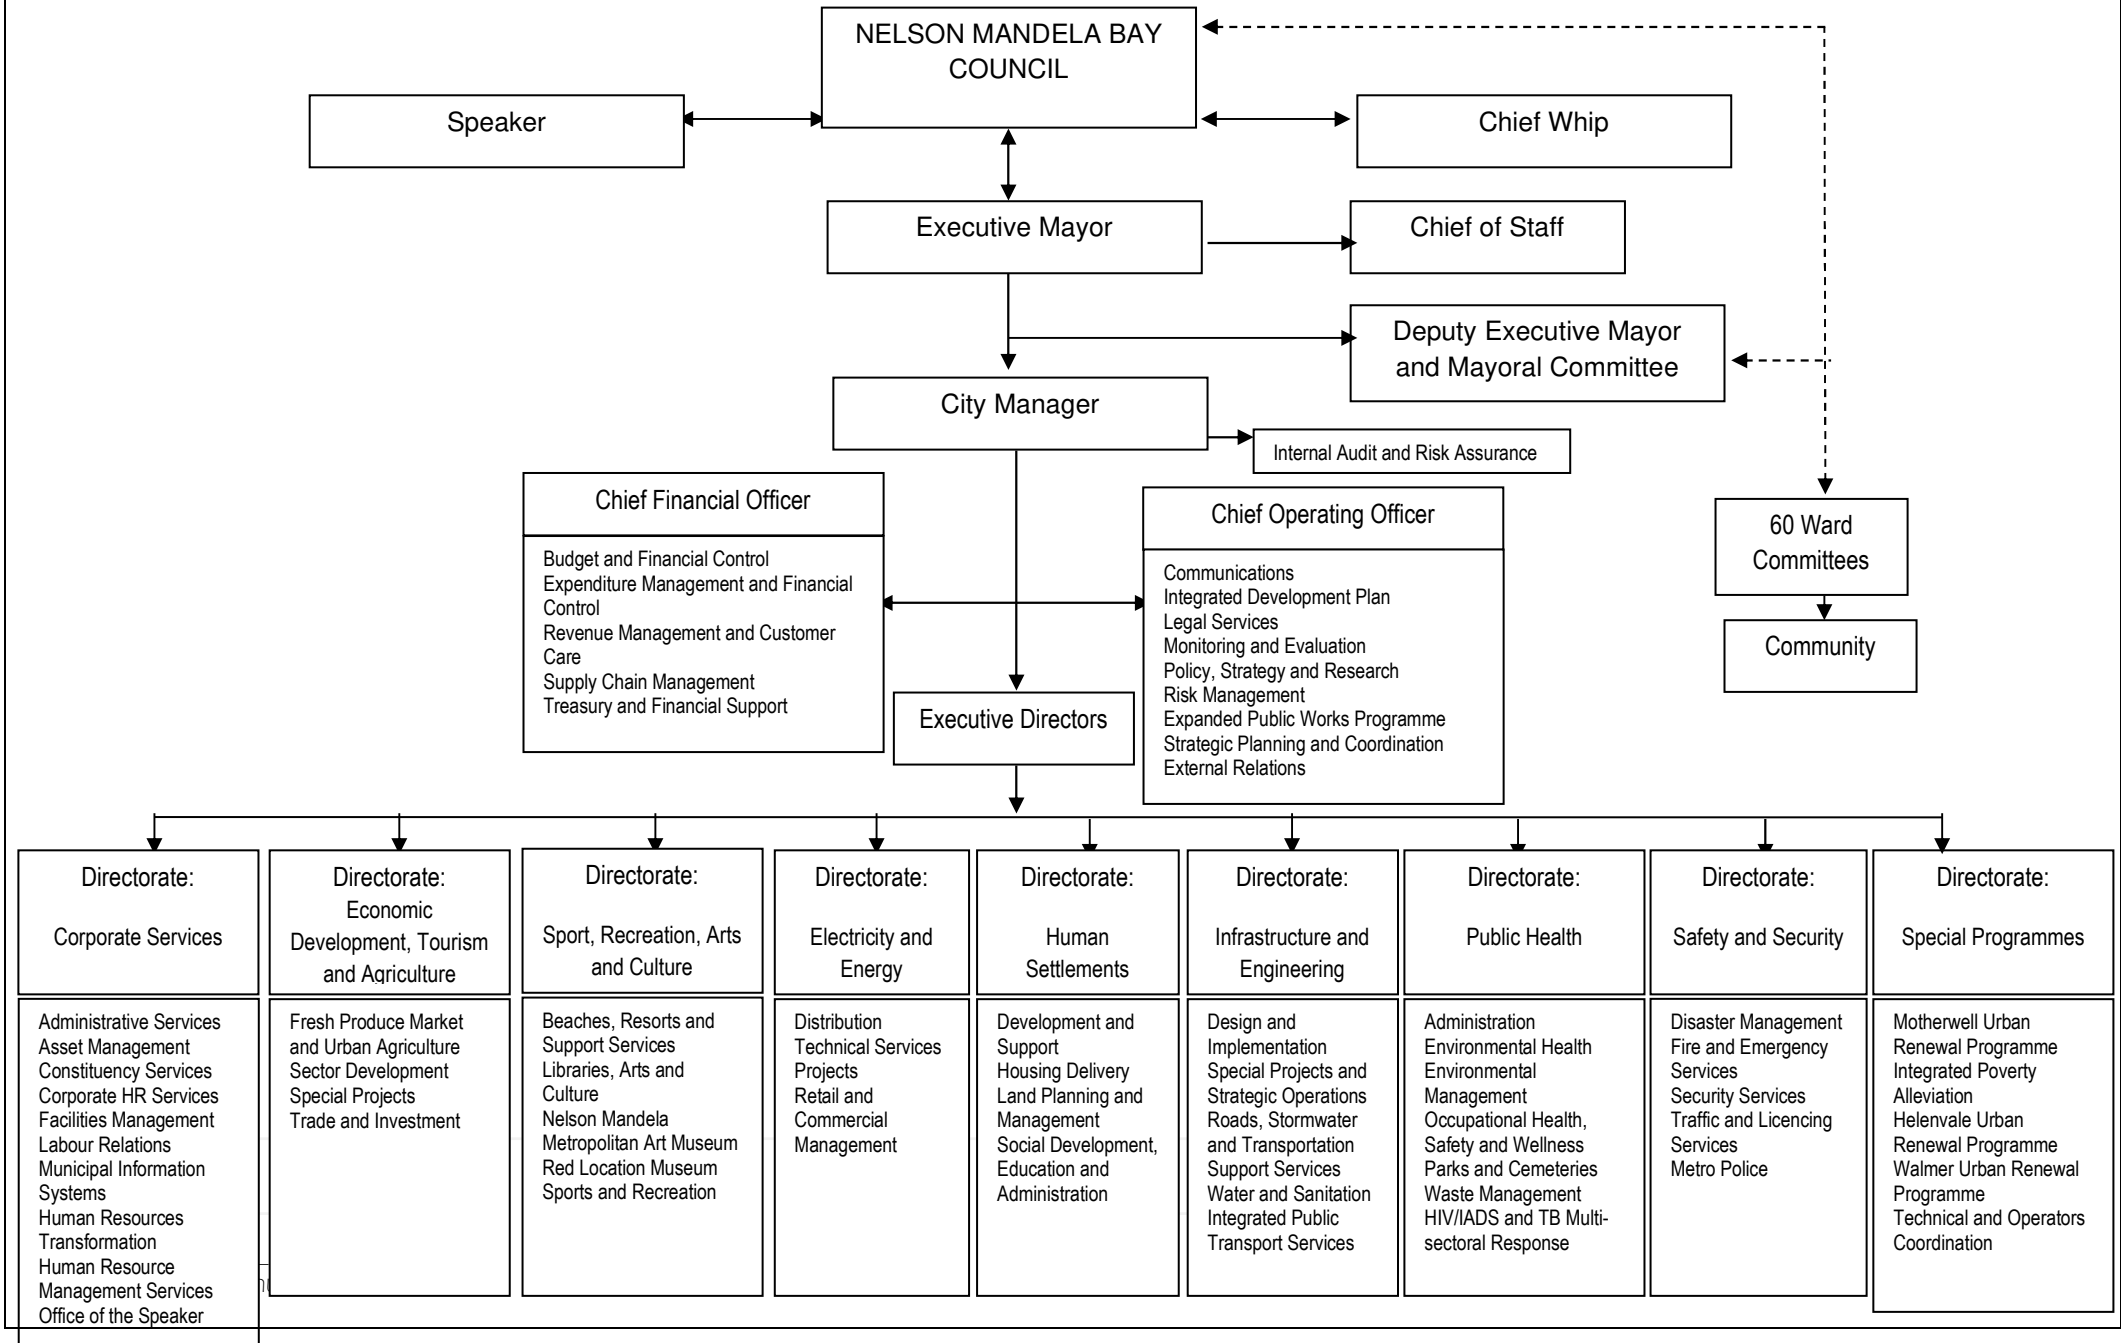 NELSON MANDELA BAY
COUNCIL
Speaker
Chief Whip
Executive Mayor
Chief of Staff
Deputy Executive Mayor
and Mayoral Committee
City Manager
Internal Audit and Risk Assurance
Chief Financial Officer
Budget and Financial Control
Expenditure Management and Financial
Control
Revenue Management and Customer
Care
Supply Chain Management
Treasury and Financial Support
Chief Operating Officer
Communications
Integrated Development Plan
Legal Services
Monitoring and Evaluation
Policy, Strategy and Research
Risk Management
Expanded Public Works Programme
Strategic Planning and Coordination
External Relations
60 Ward
Committees
Community
Executive Directors
Directorate:
Corporate Services
Administrative Services
Asset Management
Constituency Services
Corporate HR Services
Facilities Management
Labour Relations
Municipal Information
Systems
Human Resources
Transformation
Human Resource
Management Services
Office of the Speaker
Directorate:
Economic
Development, Tourism
and Agriculture
Fresh Produce Market
and Urban Agriculture
Sector Development
Special Projects
Trade and Investment
Directorate:
Sport, Recreation, Arts
and Culture
Beaches, Resorts and
Support Services
Libraries, Arts and
Culture
Nelson Mandela
Metropolitan Art Museum
Red Location Museum
Sports and Recreation
Directorate:
Electricity and
Energy
Distribution
Technical Services
Projects
Retail and
Commercial
Management
Directorate:
Human
Settlements
Development and
Support
Housing Delivery
Land Planning and
Management
Social Development,
Education and
Administration
Directorate:
Infrastructure and
Engineering
Design and
Implementation
Special Projects and
Strategic Operations
Roads, Stormwater
and Transportation
Support Services
Water and Sanitation
Integrated Public
Transport Services
Directorate:
Public Health
Administration
Environmental Health
Environmental
Management
Occupational Health,
Safety and Wellness
Parks and Cemeteries
Waste Management
HIV/IADS and TB Multi-
sectoral Response
Directorate:
Safety and Security
Disaster Management
Fire and Emergency
Services
Security Services
Traffic and Licencing
Services
Metro Police
Directorate:
Special Programmes
Motherwell Urban
Renewal Programme
Integrated Poverty
Alleviation
Helenvale Urban
Renewal Programme
Walmer Urban Renewal
Programme
Technical and Operators
Coordination